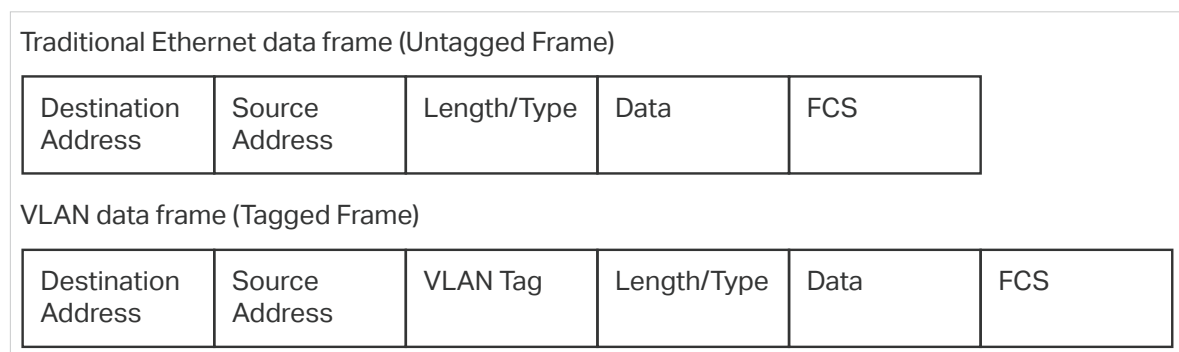 Traditional Ethernet data frame (Untagged Frame)
Destination Address Source Address Length/Type Data FCS
VLAN data frame (Tagged Frame)
Destination Address Source Address VLAN Tag Length/Type Data FCS